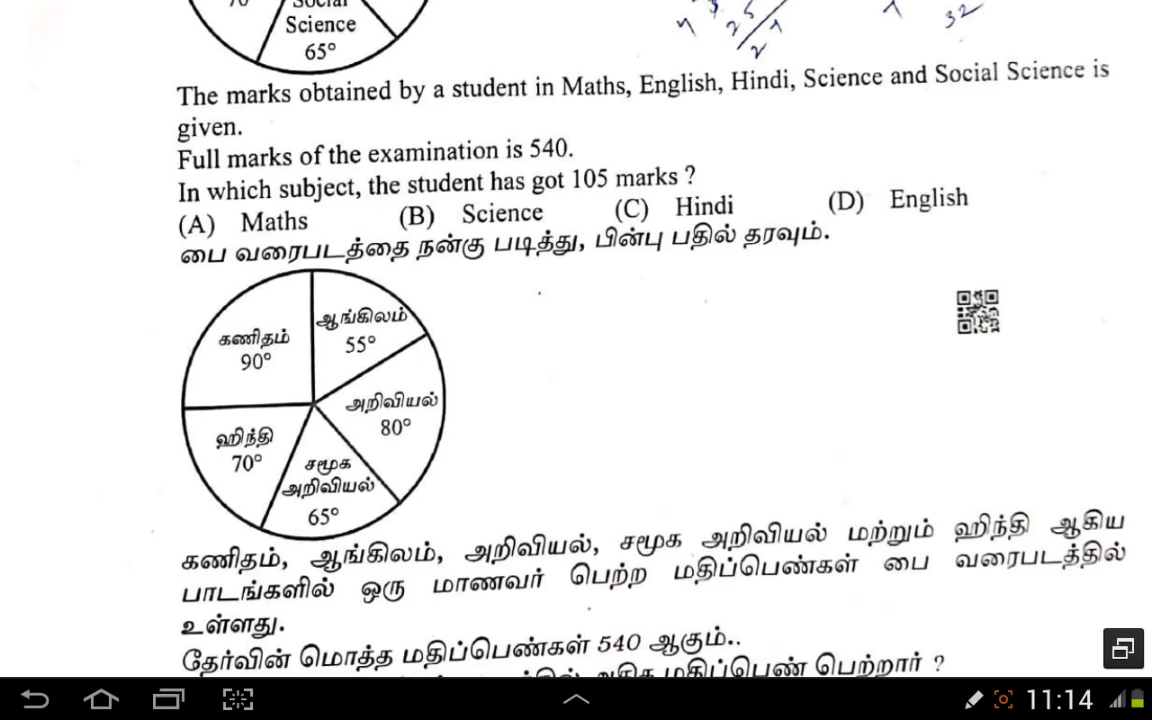 Social
Science
65°
The marks obtained by a student in Maths, English, Hindi, Science and Social Science is
given.
Full marks of the examination is 540.
In which subject, the student has got 105 marks ?
(A) Maths (B) Science (C) Hindi (D) English
பை வரைபடத்தை நன்கு படித்து, பின்பு பதில் தரவும்.
ஆங்கிலம்
55°
கணிதம்
90°
அறிவியல்
80°
ஹிந்தி
70°
சமூக
அறிவியல்
65°
கணிதம், ஆங்கிலம், அறிவியல், சமூக அறிவியல் மற்றும் ஹிந்தி ஆகிய
பாடங்களில் ஒரு மாணவர் பெற்ற மதிப்பெண்கள் பை வரைபடத்தில்
உள்ளது.
தேர்வின் மொத்த மதிப்பெண்கள் 540 ஆகும்..
மதிப்பெண் பெற்றார் ?
11:14